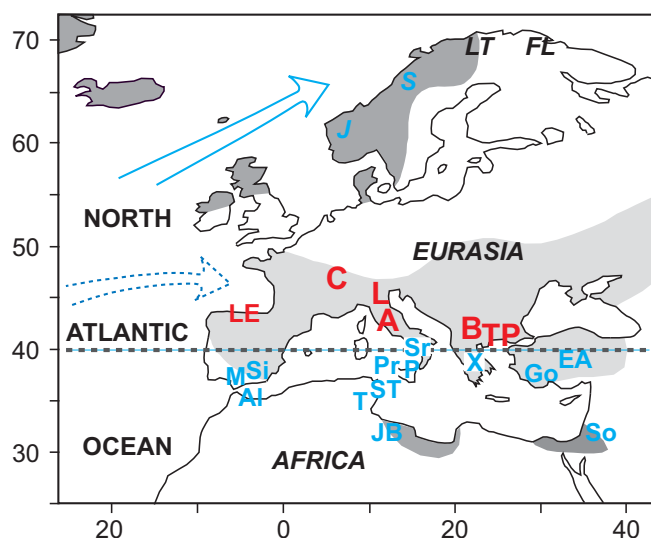 70
LT FL
S
J
60
NORTH
50
EURASIA
C
L
LE
A
B TP
ATLANTIC
40
Sr
Si
M
Pr
P
X
EA
Go
Al
ST
T
JB
So
OCEAN
AFRICA
30
20 0 20 40